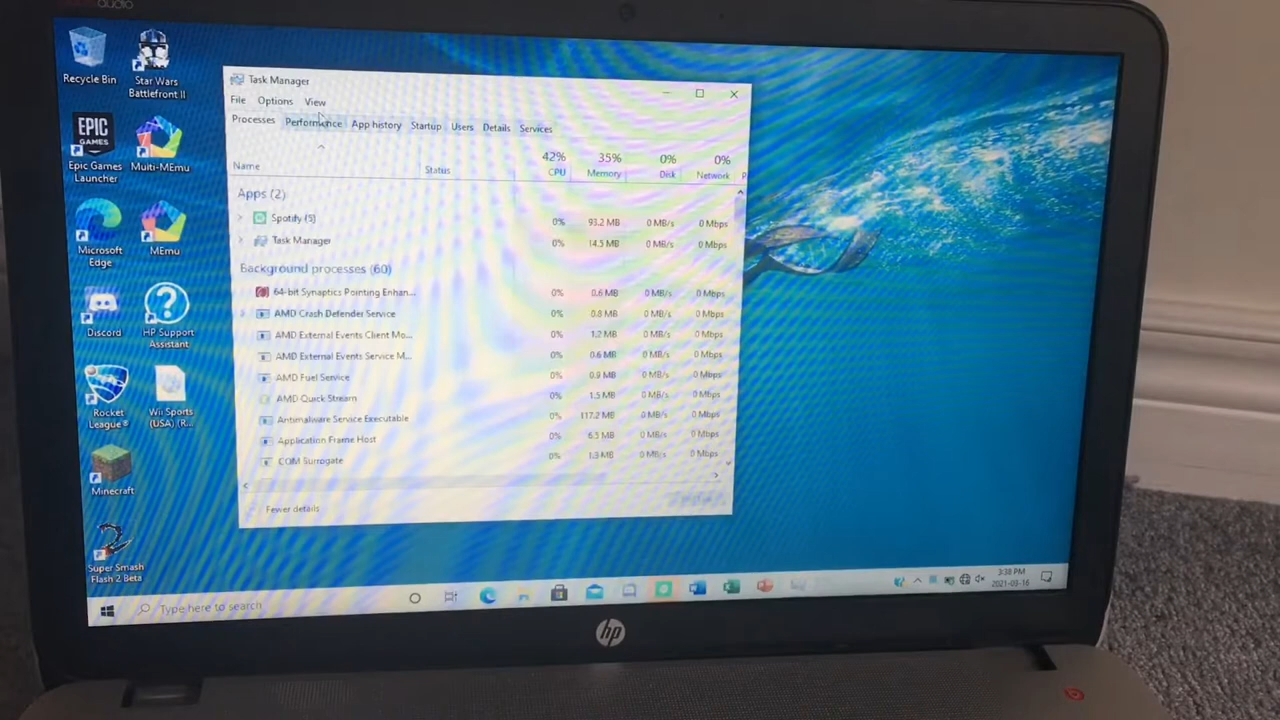 audio
Recycle Bin
Star Wars
Battlefront II
EPIC
GAMES
Epic Games
Launcher
Multi-MEmu
Microsoft
Edge
MEmu
Discord
HP Support
Assistant
Rocket
League®
Wii Sports
(USA) (R...
Minecraft
Super Smash
Flash 2 Beta
Task Manager
File Options View
Processes Performance App history Startup Users Details Services
42% 35% 0% 0%
Name Status CPU Memory Disk Network P
Apps (2)
Spotify (5) 0% 93.2 MB 0 MB/s 0 Mbps
Task Manager 0% 14.5 MB 0 MB/s 0 Mbps
Background processes (60)
64-bit Synaptics Pointing Enhan... 0% 0.6 MB 0 MB/s 0 Mbps
AMD Crash Defender Service 0% 0.8 MB 0 MB/s 0 Mbps
AMD External Events Client Mo... 0% 1.2 MB 0 MB/s 0 Mbps
AMD External Events Service M... 0% 0.6 MB 0 MB/s 0 Mbps
AMD Fuel Service 0% 0.9 MB 0 MB/s 0 Mbps
AMD Quick Stream 0% 1.5 MB 0 MB/s 0 Mbps
Antimalware Service Executable 0% 117.2 MB 0 MB/s 0 Mbps
Application Frame Host 0% 6.5 MB 0 MB/s 0 Mbps
COM Surrogate 0% 1.3 MB 0 MB/s 0 Mbps
Fewer details
Type here to search
3:38 PM
2021-03-16
hp